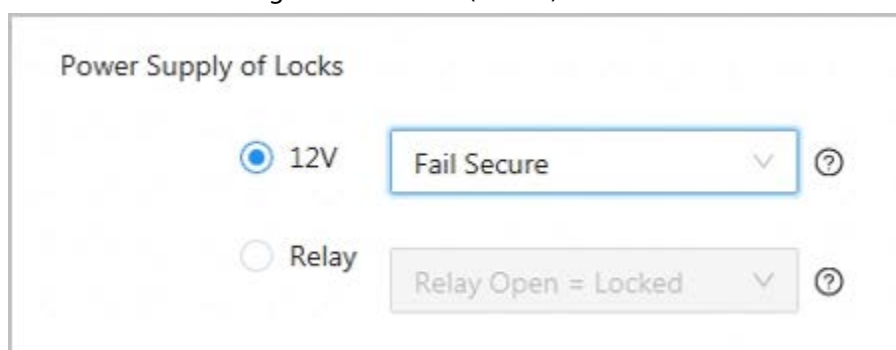 Power Supply of Locks
12V
Fail Secure
Relay
Relay Open = Locked